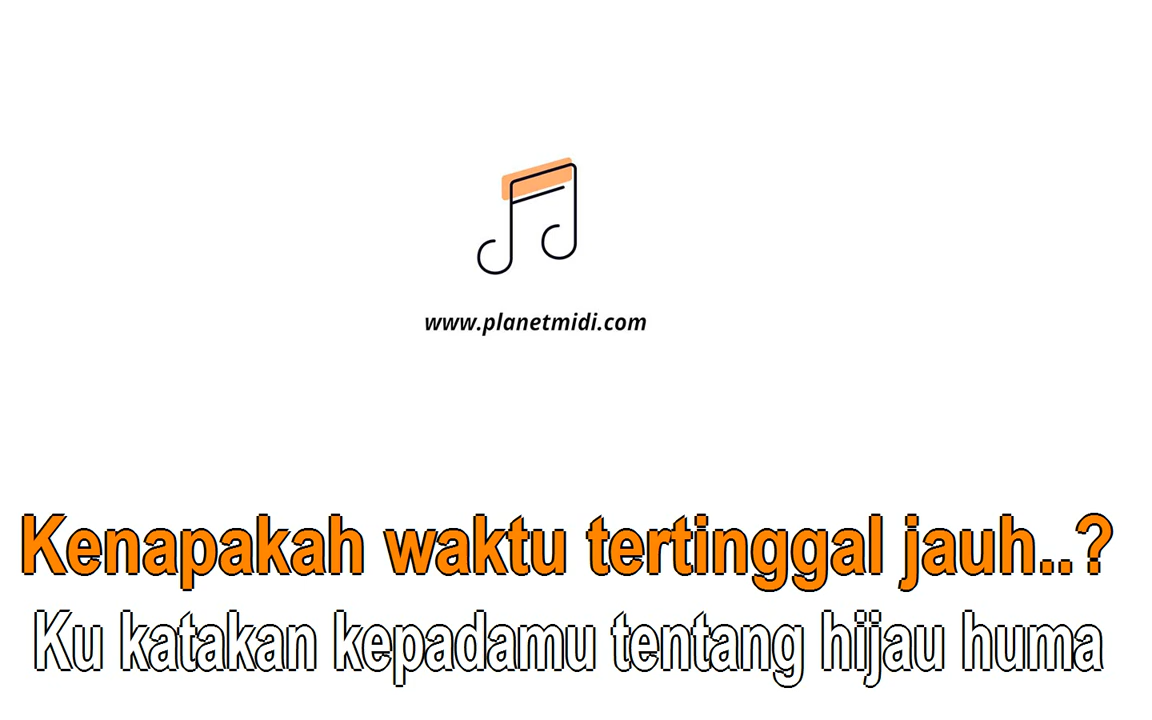 www.planetmidi.com
Kenapakah waktu tertinggal jauh..?
Ku katakan kepadamu tentang hijau huma